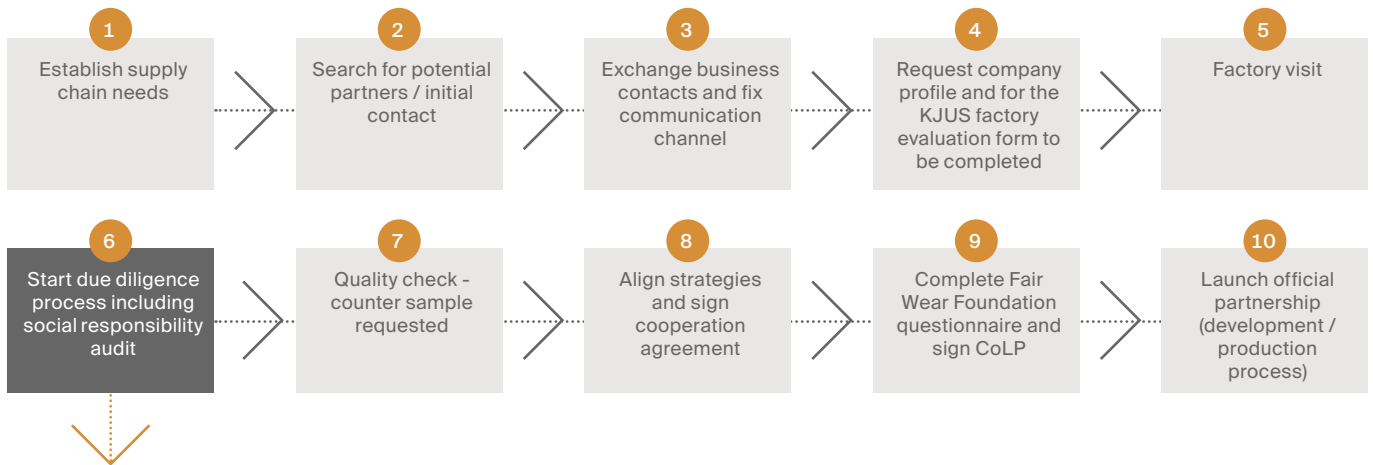 1
Establish supply
chain needs
2
Search for potential
partners / initial
contact
3
Exchange business
contacts and fix
communication
channel
4
Request company
profile and for the
KJUS factory
evaluation form to
be completed
5
Factory visit
6
Start due diligence
process including
social responsibility
audit
7
Quality check -
counter sample
requested
8
Align strategies
and sign
cooperation
agreement
9
Complete Fair
Wear Foundation
questionnaire and
sign CoLP
10
Launch official
partnership
(development /
production
process)